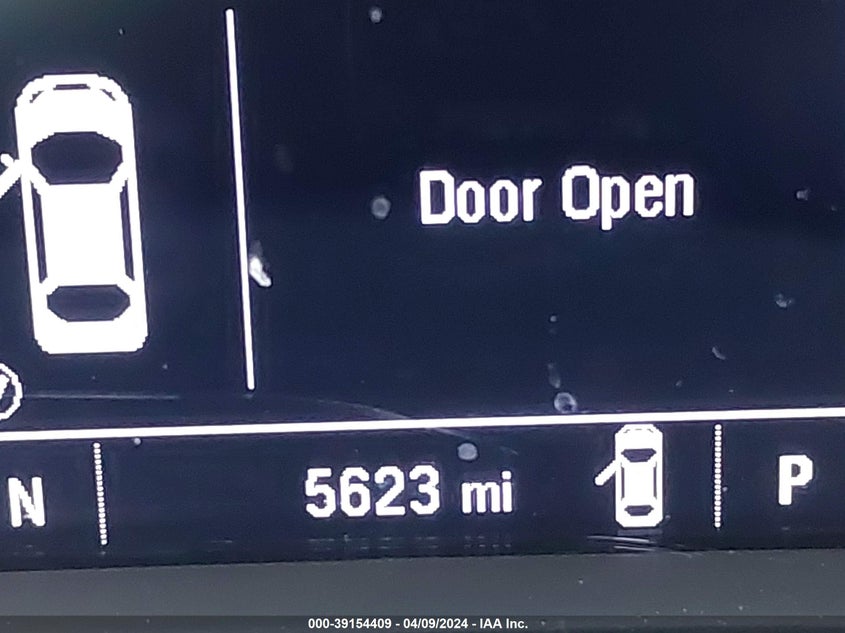 Door Open
N
5623 mi
P
000-39154409 - 04/09/2024 - IAA Inc.